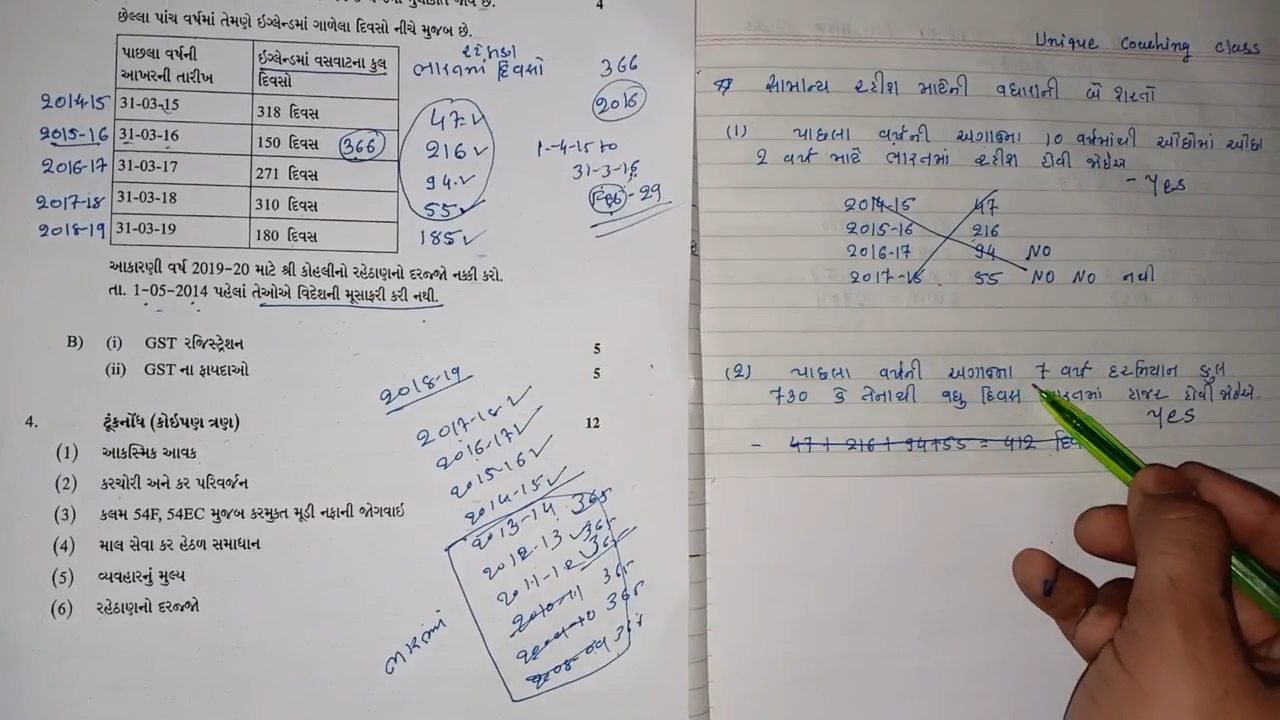 છેલ્લા પાંચ વર્ષમાં તેમણે ઇંગ્લેન્ડમાં ગાળેલા દિવસો નીચે મુજબ છે.
4
પાછલા વર્ષની આખરની તારીખ
ઇંગ્લેન્ડમાં વસવાટના કુલ દિવસો
ભારતમાં દિવસો
366
2016
2014-15 31-03-15 318 દિવસ 47
2015-16 31-03-16 150 દિવસ 366 216
2016-17 31-03-17 271 દિવસ 94
2017-18 31-03-18 310 દિવસ 55
2018-19 31-03-19 180 દિવસ 185
1-4-15 to
31-3-16
Feb - 29
આકારણી વર્ષ 2019-20 માટે શ્રી કોહલીનો રહેઠાણનો દરજ્જો નક્કી કરો.
તા. 1-05-2014 પહેલાં તેઓએ વિદેશની મૂસાફરી કરી નથી.
B) (i) GST રજિસ્ટ્રેશન 5
(ii) GST ના ફાયદાઓ 5
4. ટૂંકનોંધ (કોઇપણ ત્રણ) 12
(1) આકસ્મિક આવક
(2) કરચોરી અને કર પરિવર્જન
(3) કલમ 54F, 54EC મુજબ કરમુક્ત મૂડી નફાની જોગવાઇ
(4) માલ સેવા કર હેઠળ સમાધાન
(5) વ્યવહારનું મુલ્ય
(6) રહેઠાણનો દરજ્જો
2018-19
2017-18
2016-17
2015-16
2014-15
2013-14 365
2012-13 365
2011-12 365
365
365
ભારતમાં
Unique Coaching Class
* સામાન્ય રહીશ માટેની વધારાની બે શરતો
(1) પાછલા વર્ષની અગાઉના 10 વર્ષમાંથી ઓછામાં ઓછા
2 વર્ષ માટે ભારતમાં રહીશ હોવી જોઈએ
- Yes
2014-15 47
2015-16 216
2016-17 94 NO
2017-18 55 NO NO નથી
(2) પાછલા વર્ષની અગાઉના 7 વર્ષ દરમિયાન કુલ
730 કે તેનાથી વધુ દિવસ ભારતમાં હાજર હોવી જોઈએ.
Yes
- 47 + 216 + 94 + 55 = 412